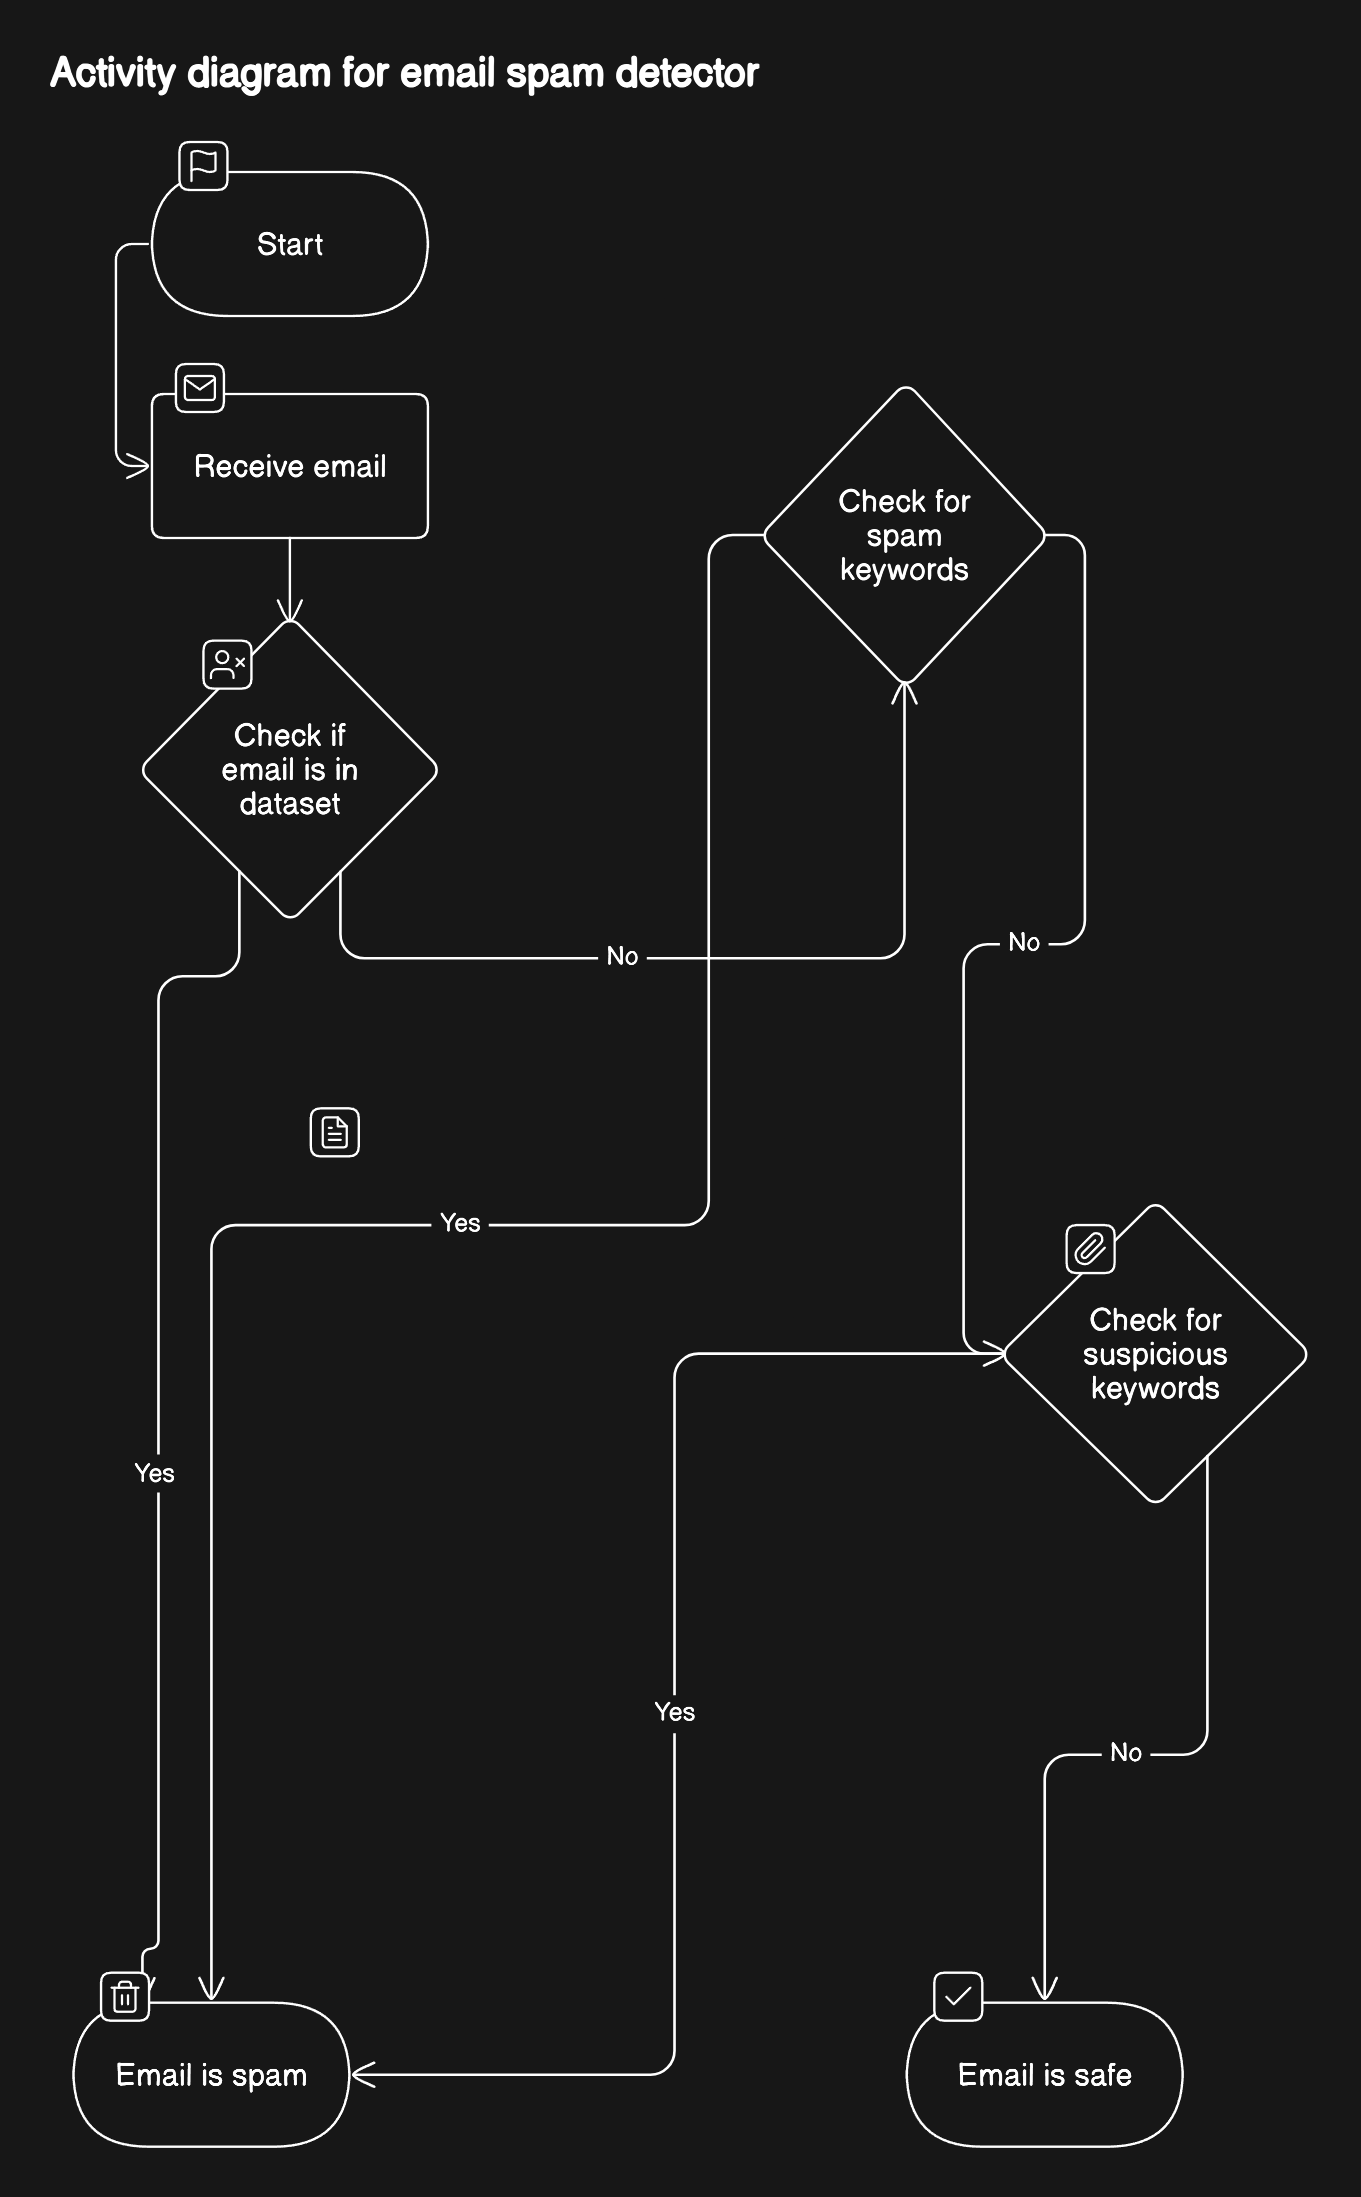 Activity diagram for email spam detector
Start
Receive email
Check for
spam
keywords
Check if
email is in
dataset
No
No
Yes
Check for
suspicious
keywords
Yes
Yes
No
Email is spam
Email is safe